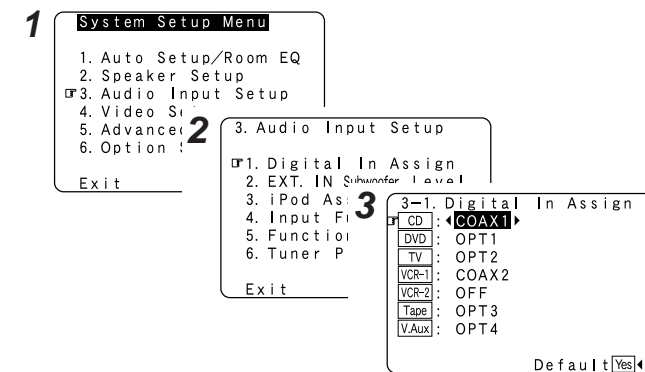 1
System Setup Menu
1. Auto Setup/Room EQ
2. Speaker Setup
☞3. Audio Input Setup
4. Video
5. Advanced
6. Option
Exit
2
3. Audio Input Setup
☞1. Digital In Assign
2. EXT. IN Subwoofer Level
3. iPod
4. Input
5. Function
6. Tuner
Exit
3
3-1. Digital In Assign
☞CD : ◀COAX1▶
DVD : OPT1
TV : OPT2
VCR-1 : COAX2
VCR-2 : OFF
Tape : OPT3
V.Aux : OPT4
Default Yes◀